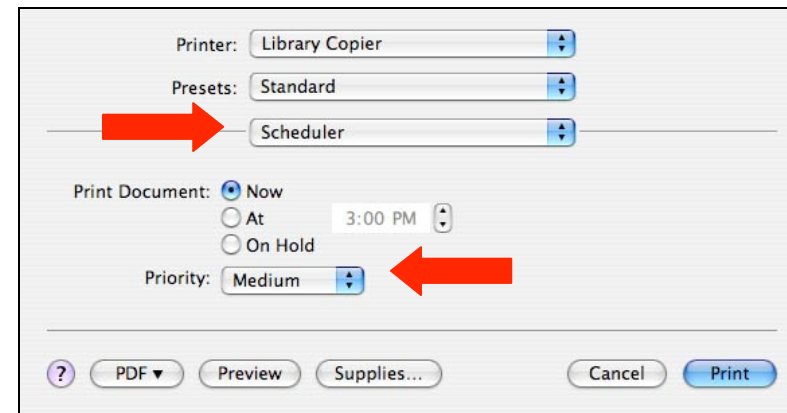 Printer: Library Copier
Presets: Standard
Scheduler
Print Document: Now
At 3:00 PM
On Hold
Priority: Medium
? PDF ▾ Preview Supplies... Cancel Print